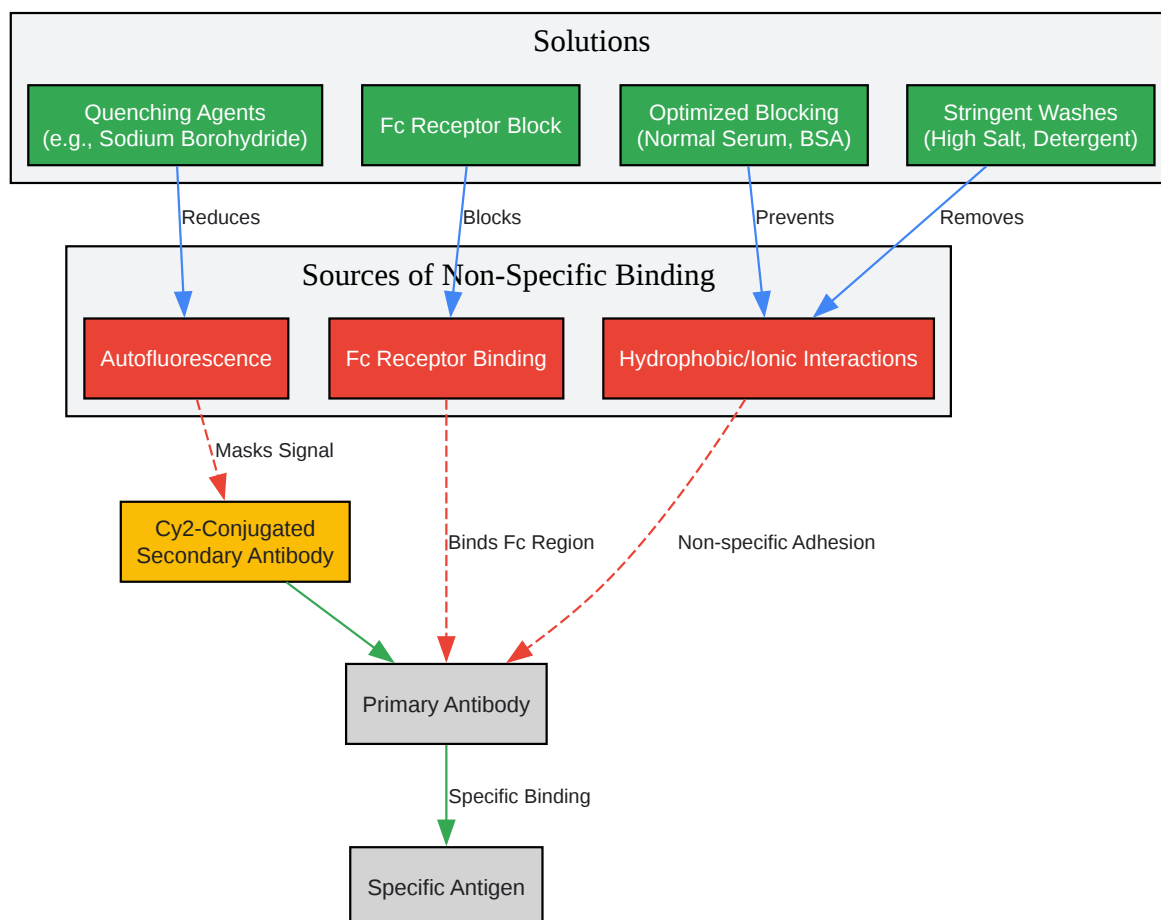 Solutions
Quenching Agents
(e.g., Sodium Borohydride)
Fc Receptor Block
Optimized Blocking
(Normal Serum, BSA)
Stringent Washes
(High Salt, Detergent)
Reduces
Blocks
Prevents
Removes
Sources of Non-Specific Binding
Autofluorescence
Fc Receptor Binding
Hydrophobic/Ionic Interactions
Masks Signal
Cy2-Conjugated
Secondary Antibody
Binds Fc Region
Non-specific Adhesion
Primary Antibody
Specific Binding
Specific Antigen